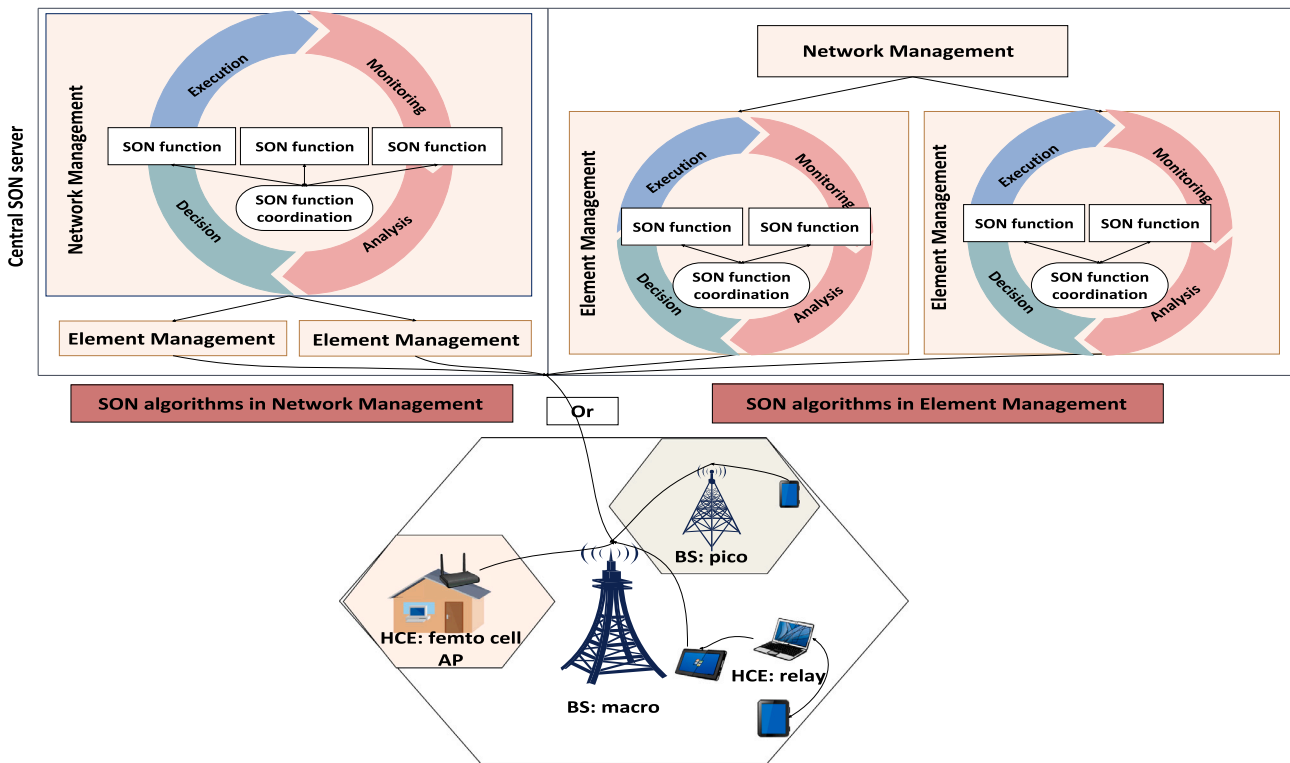 Central SON server
Network Management
Execution
Monitoring
SON function
SON function
SON function
SON function
coordination
Decision
Analysis
Element Management
Element Management
Network Management
Element Management
Execution
Monitoring
SON function
SON function
SON function
coordination
Decision
Analysis
Element Management
Execution
Monitoring
SON function
SON function
SON function
coordination
Decision
Analysis
SON algorithms in Network Management
Or
SON algorithms in Element Management
BS: pico
HCE: femto cell
AP
HCE: relay
BS: macro